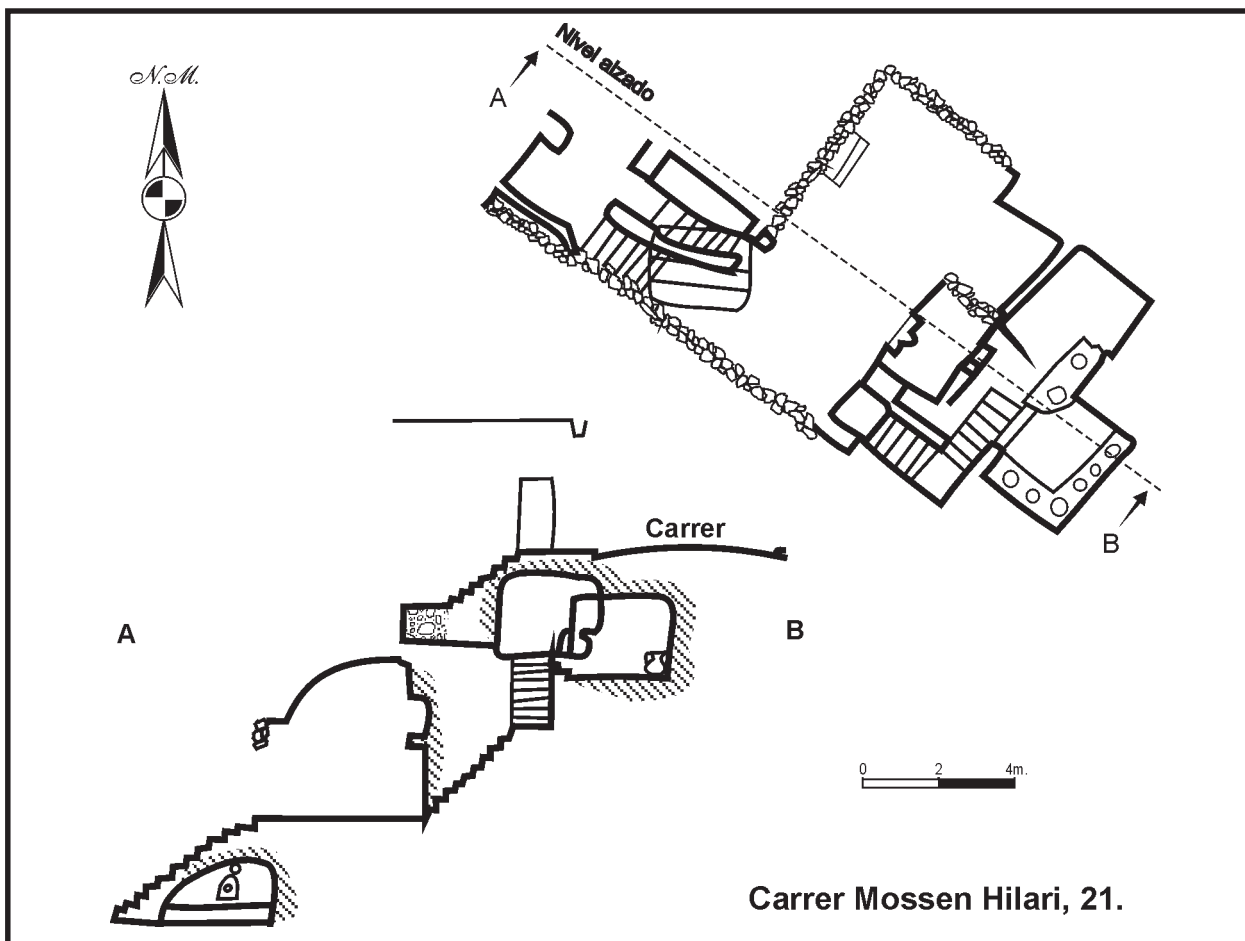 N.M.
Nivel alzado
A
B
Carrer
A
B
0 2 4m.
Carrer Mossen Hilari, 21.